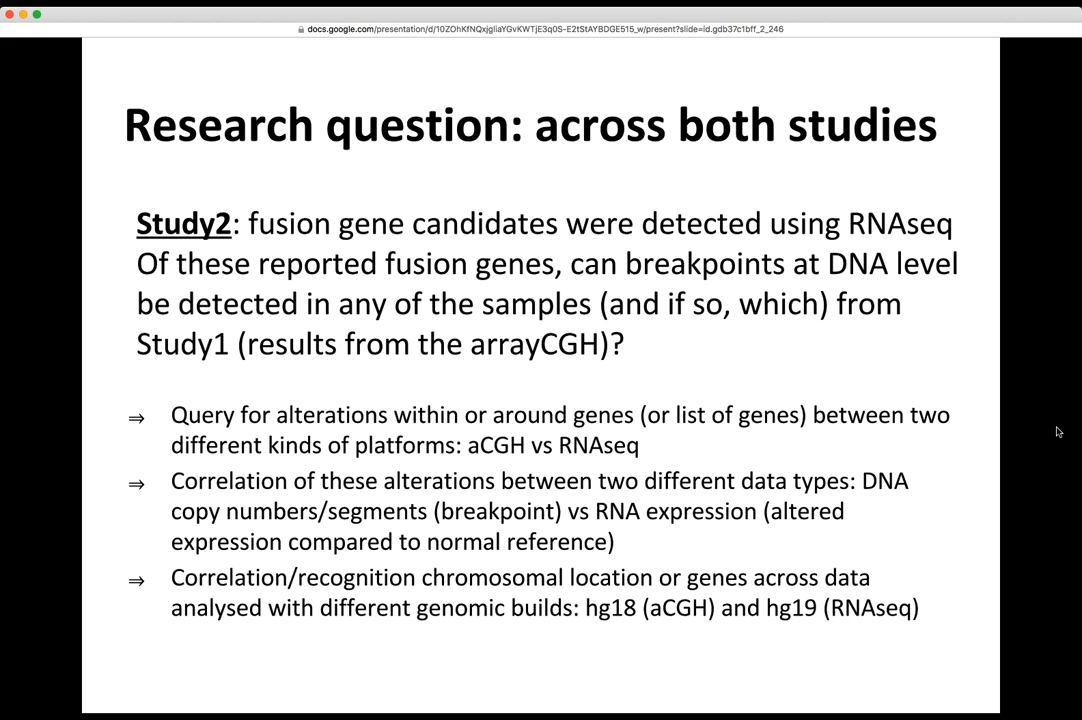 docs.google.com/presentation/d/10ZOhKfNQxjgIiaYGvKWTjE3q0S-E2tStAYBDGE515_w/present?slide=id.gdb37c1bff_2_246
Research question: across both studies
Study2: fusion gene candidates were detected using RNAseq
Of these reported fusion genes, can breakpoints at DNA level
be detected in any of the samples (and if so, which) from
Study1 (results from the arrayCGH)?
⇒ Query for alterations within or around genes (or list of genes) between two
different kinds of platforms: aCGH vs RNAseq
⇒ Correlation of these alterations between two different data types: DNA
copy numbers/segments (breakpoint) vs RNA expression (altered
expression compared to normal reference)
⇒ Correlation/recognition chromosomal location or genes across data
analysed with different genomic builds: hg18 (aCGH) and hg19 (RNAseq)